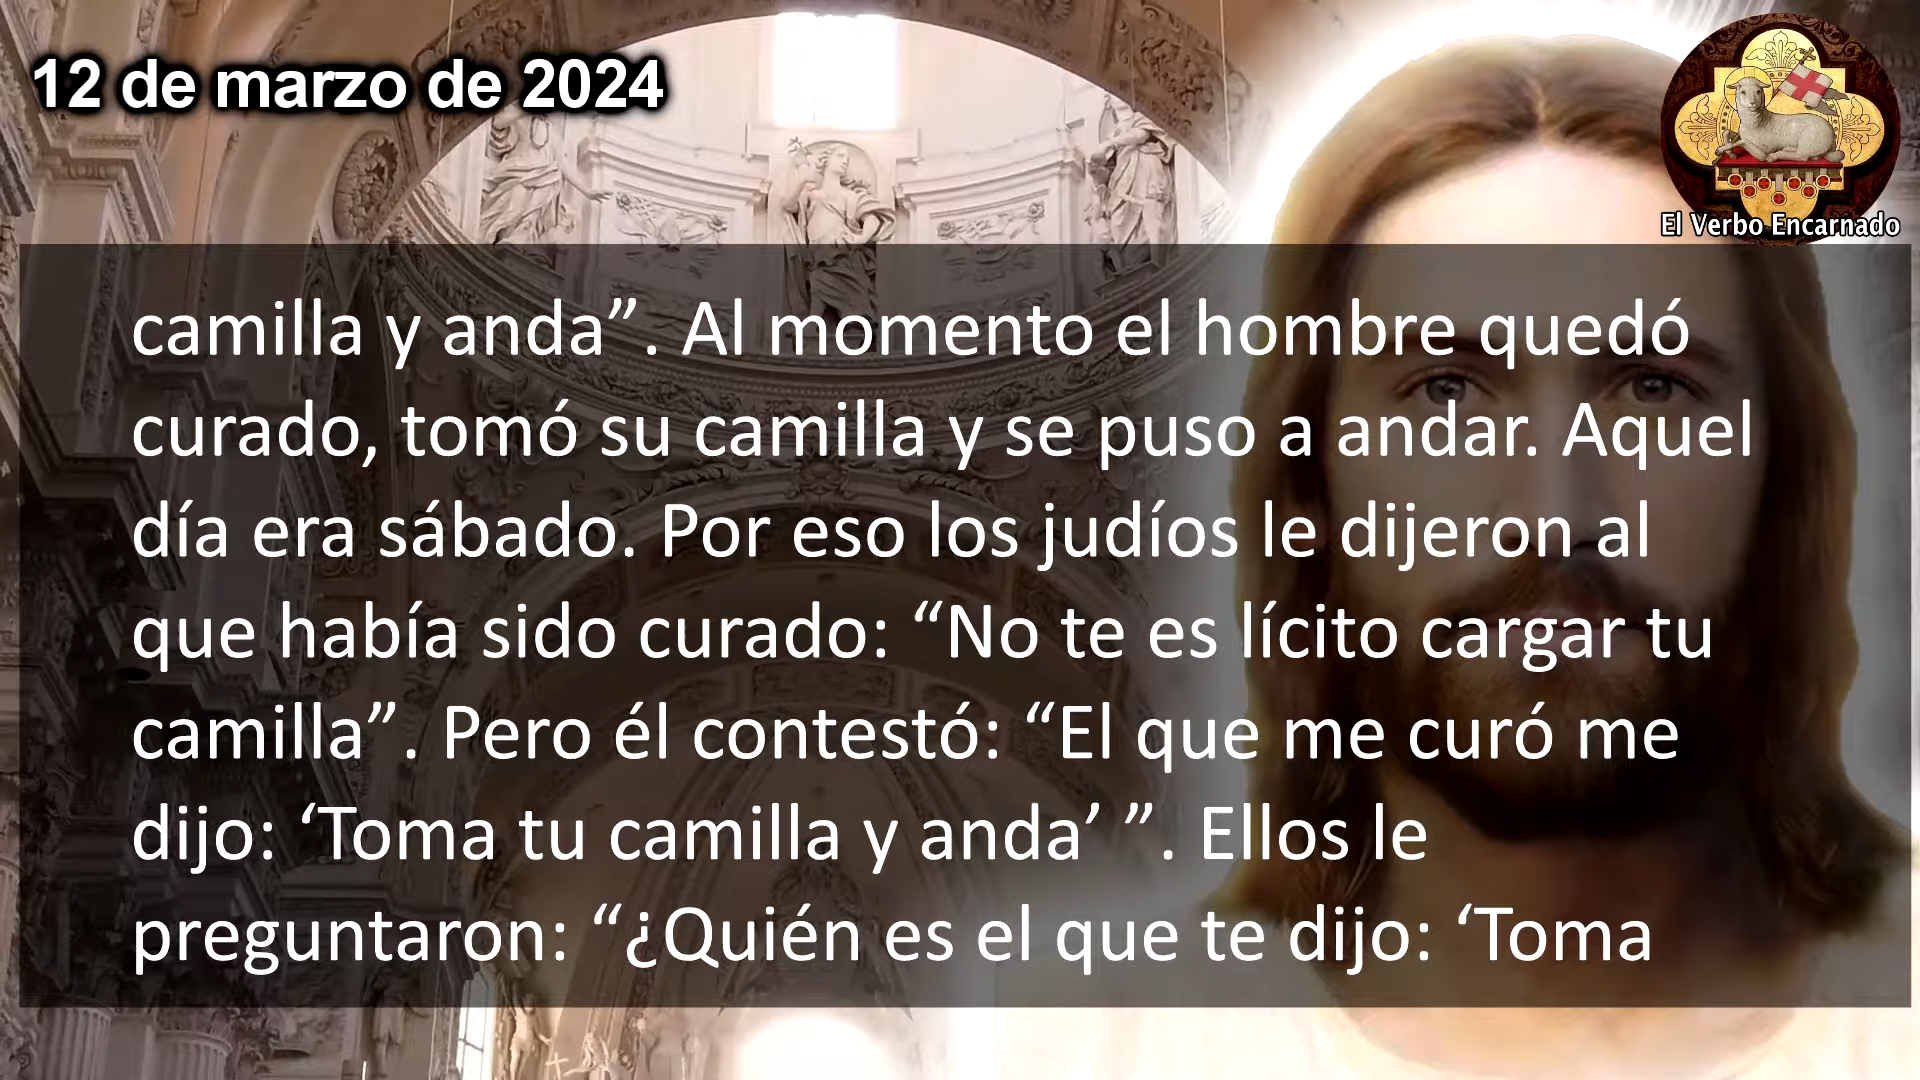 12 de marzo de 2024
El Verbo Encarnado
camilla y anda”. Al momento el hombre quedó
curado, tomó su camilla y se puso a andar. Aquel
día era sábado. Por eso los judíos le dijeron al
que había sido curado: “No te es lícito cargar tu
camilla”. Pero él contestó: “El que me curó me
dijo: ‘Toma tu camilla y anda’ ”. Ellos le
preguntaron: “¿Quién es el que te dijo: ‘Toma